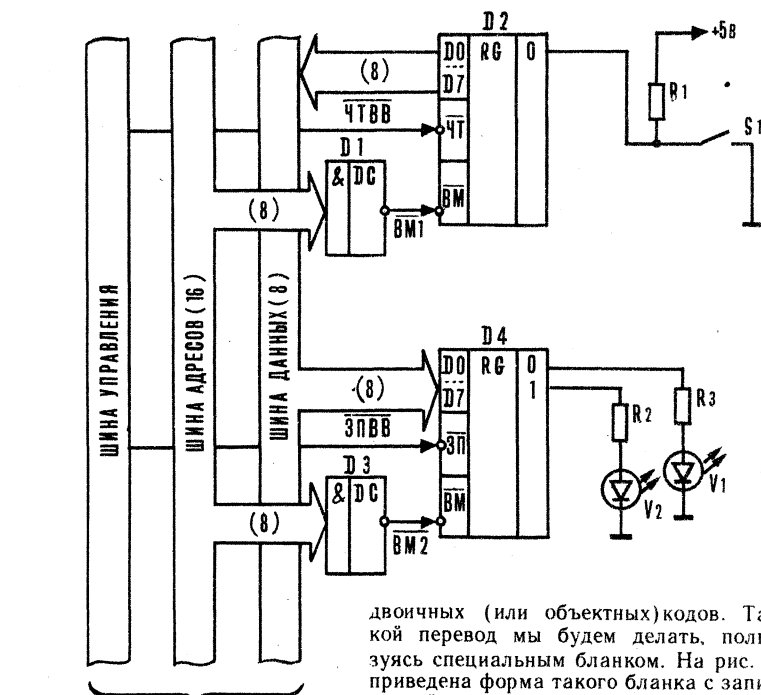 D2
+5В
D0 RG 0
D7
(8)
R1
ЧТВВ
ЧТ
S1
D1
& DC
ВМ
(8)
ВМ1
ШИНА УПРАВЛЕНИЯ
ШИНА АДРЕСОВ(16)
ШИНА ДАННЫХ(8)
D4
D0 RG 0
D7 1
(8)
R3
R2
ЗПВВ
ЗП
D3
& DC
ВМ
V1
V2
(8)
ВМ2
двоичных (или объектных) кодов. Та
кой перевод мы будем делать, поль
зуясь специальным бланком. На рис.
приведена форма такого бланка с запи